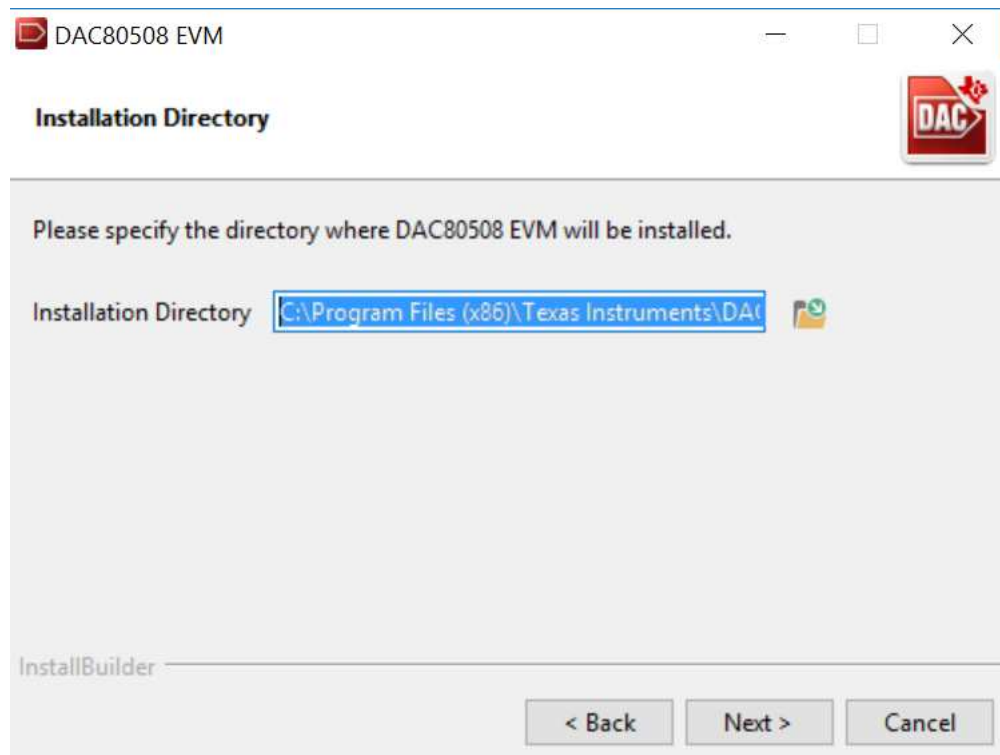 DAC80508 EVM
Installation Directory
DAC
Please specify the directory where DAC80508 EVM will be installed.
Installation Directory C:\Program Files (x86)\Texas Instruments\DAC
InstallBuilder
< Back Next > Cancel